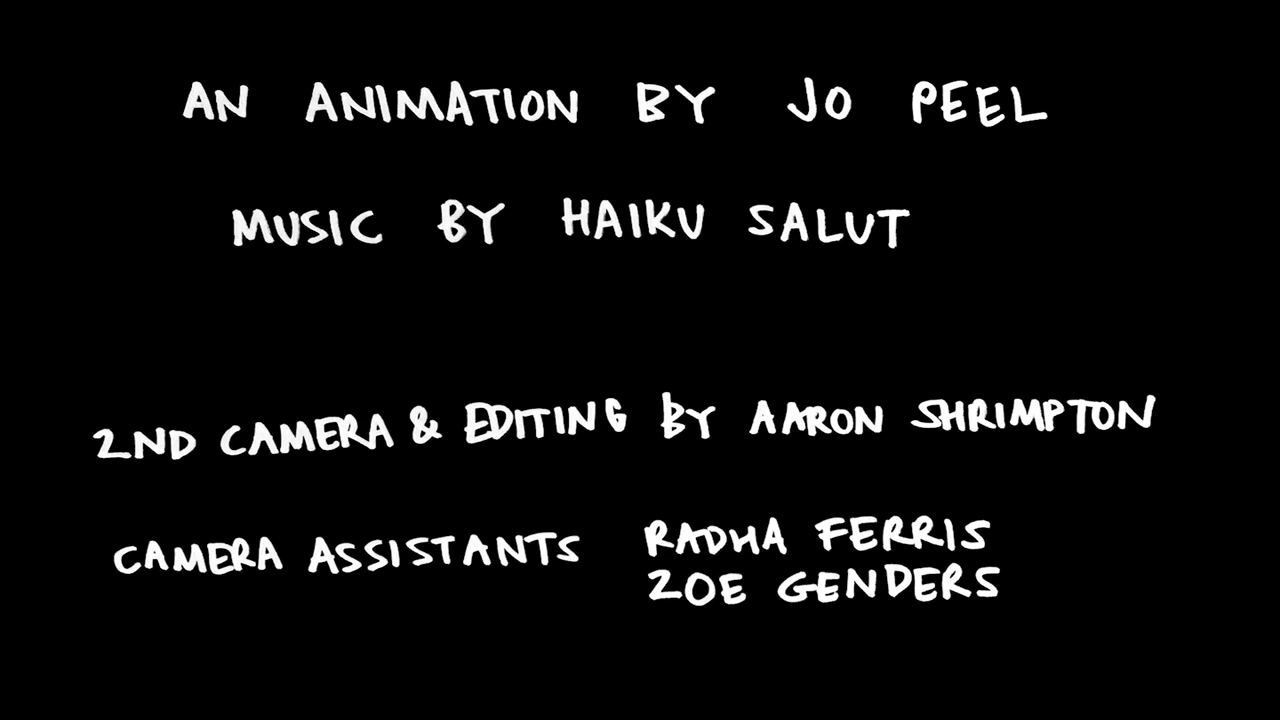 AN ANIMATION BY JO PEEL
MUSIC BY HAIKU SALUT
2ND CAMERA & EDITING BY AARON SHRIMPTON
CAMERA ASSISTANTS RADHA FERRIS
ZOE GENDERS